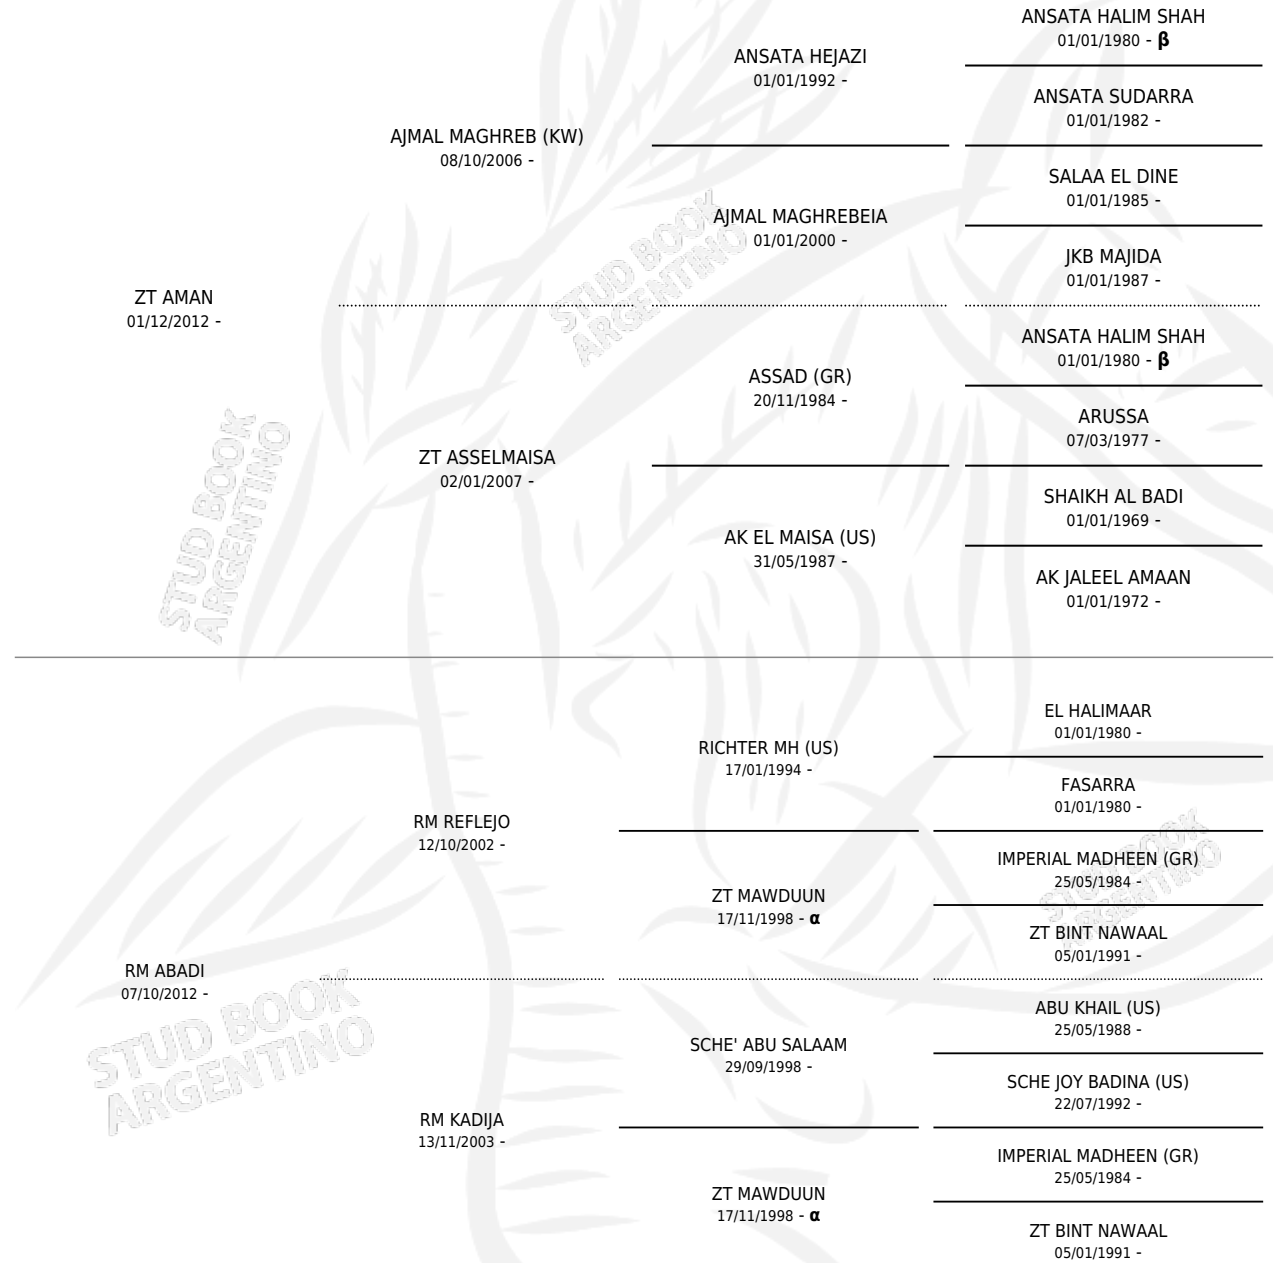 ANSATA HALIM SHAH
01/01/1980 - β
ANSATA HEJAZI
01/01/1992 -
ANSATA SUDARRA
01/01/1982 -
AJMAL MAGHREB (KW)
08/10/2006 -
SALAA EL DINE
01/01/1985 -
AJMAL MAGHREBEIA
01/01/2000 -
JKB MAJIDA
01/01/1987 -
ZT AMAN
01/12/2012 -
ANSATA HALIM SHAH
01/01/1980 - β
ASSAD (GR)
20/11/1984 -
ARUSSA
07/03/1977 -
ZT ASSELMAISA
02/01/2007 -
SHAIKH AL BADI
01/01/1969 -
AK EL MAISA (US)
31/05/1987 -
AK JALEEL AMAAN
01/01/1972 -
EL HALIMAAR
01/01/1980 -
RICHTER MH (US)
17/01/1994 -
FASARRA
01/01/1980 -
RM REFLEJO
12/10/2002 -
IMPERIAL MADHEEN (GR)
25/05/1984 -
ZT MAWDUUN
17/11/1998 - α
ZT BINT NAWAAL
05/01/1991 -
RM ABADI
07/10/2012 -
ABU KHAIL (US)
25/05/1988 -
SCHE' ABU SALAAM
29/09/1998 -
SCHE JOY BADINA (US)
22/07/1992 -
RM KADIJA
13/11/2003 -
IMPERIAL MADHEEN (GR)
25/05/1984 -
ZT MAWDUUN
17/11/1998 - α
ZT BINT NAWAAL
05/01/1991 -
STUD BOOK
ARGENTINO
STUD BOOK
ARGENTINO
STUD BOOK
ARGENTINO
STUD BOOK
ARGENTINO